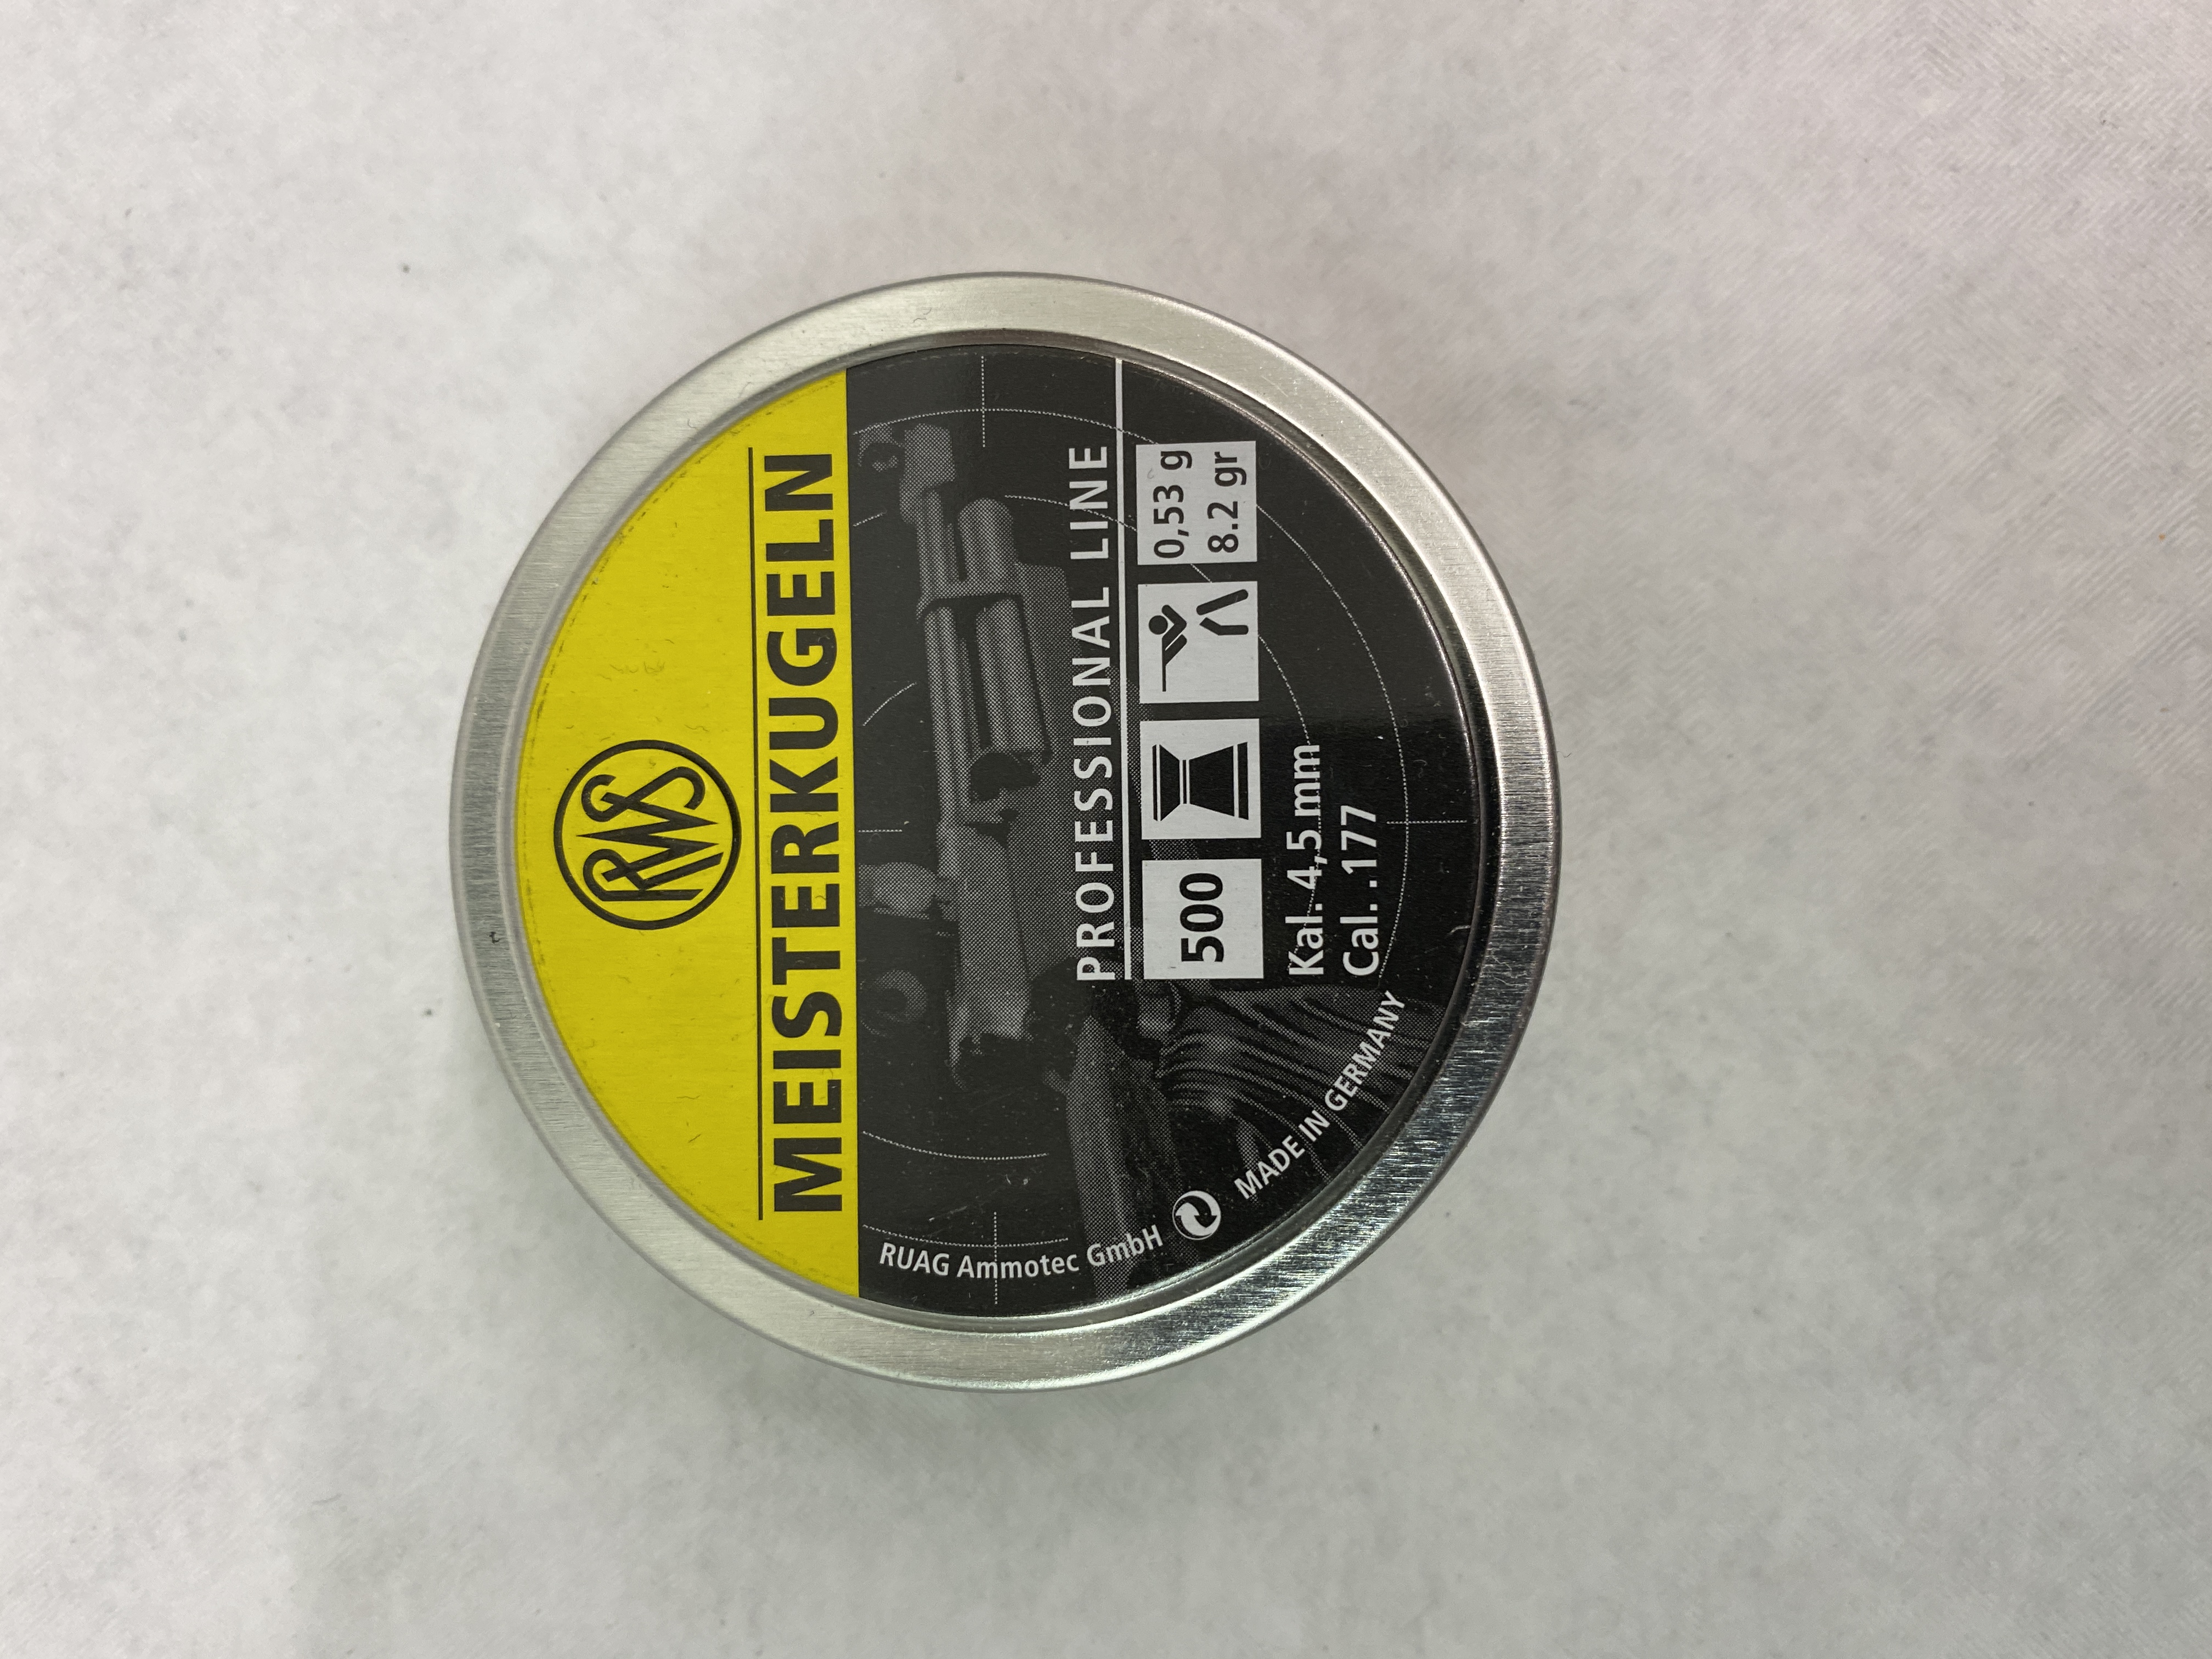 RWS
MEISTERKUGELN
PROFESSIONAL LINE
500
0,53 g
8.2 gr
Kal. 4,5 mm
Cal. .177
RUAG Ammotec GmbH
MADE IN GERMANY